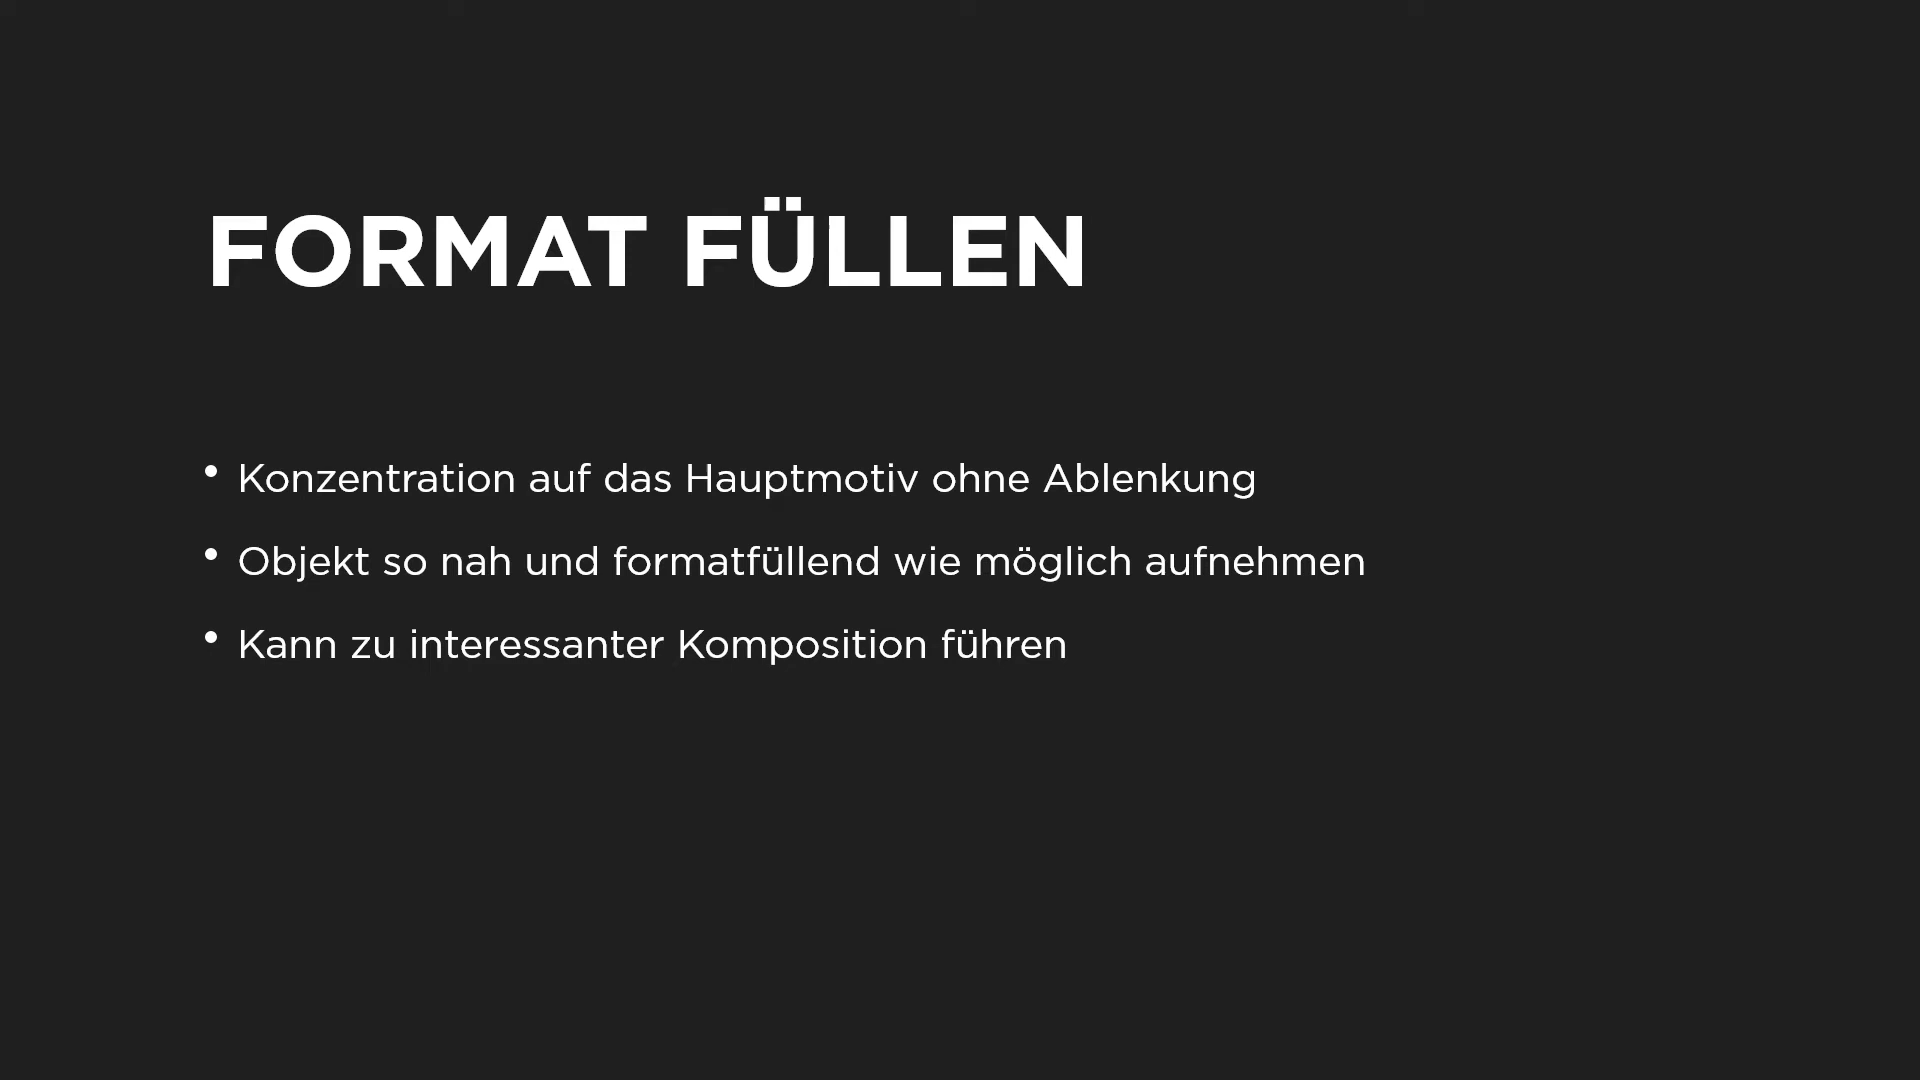 FORMAT FÜLLEN
• Konzentration auf das Hauptmotiv ohne Ablenkung
• Objekt so nah und formatfüllend wie möglich aufnehmen
• Kann zu interessanter Komposition führen